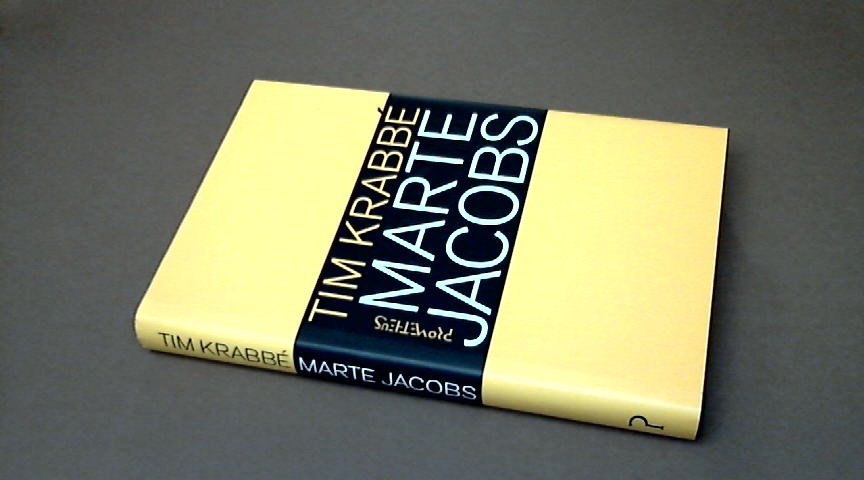 TIM KRABBÉ
MARTE
JACOBS
PROMETHEUS
TIM KRABBÉ
MARTE JACOBS
P